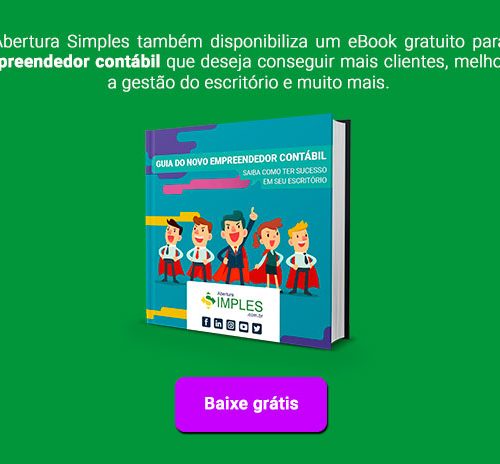 Abertura Simples também disponibiliza um eBook gratuito para
preendedor contábil que deseja conseguir mais clientes, melho
a gestão do escritório e muito mais.
GUIA DO NOVO EMPREENDEDOR CONTÁBIL
SAIBA COMO TER SUCESSO
EM SEU ESCRITÓRIO
Abertura
SIMPLES
.com.br
Baixe grátis